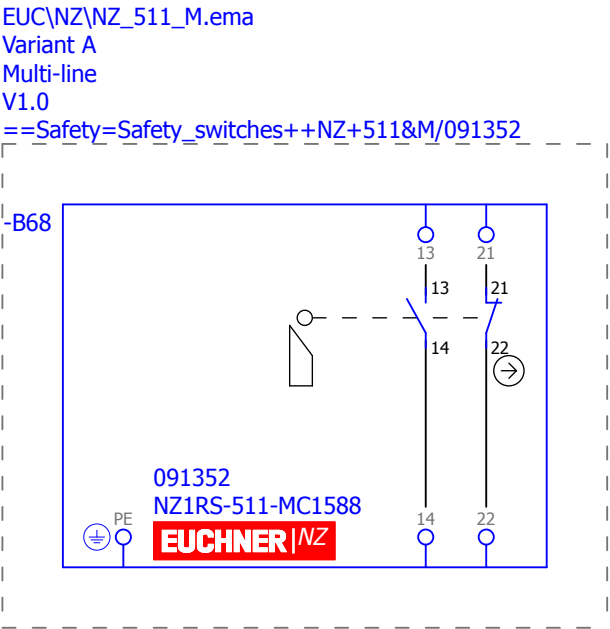 EUC\NZ\NZ_511_M.ema
Variant A
Multi-line
V1.0
==Safety=Safety_switches++NZ+511&M/091352
-B68
13 21
13 21
14 22
091352
NZ1RS-511-MC1588
PE 14 22
EUCHNER|NZ